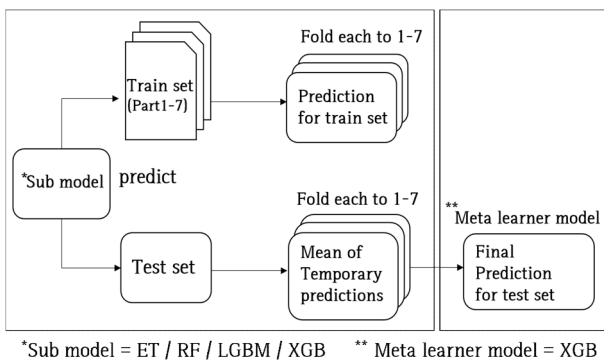 Fold each to 1-7
Train set
(Part1-7)
Prediction
for train set
*Sub model
predict
Fold each to 1-7
Test set
Mean of
Temporary
predictions
**Meta learner model
Final
Prediction
for test set
*Sub model = ET / RF / LGBM / XGB
** Meta learner model = XGB